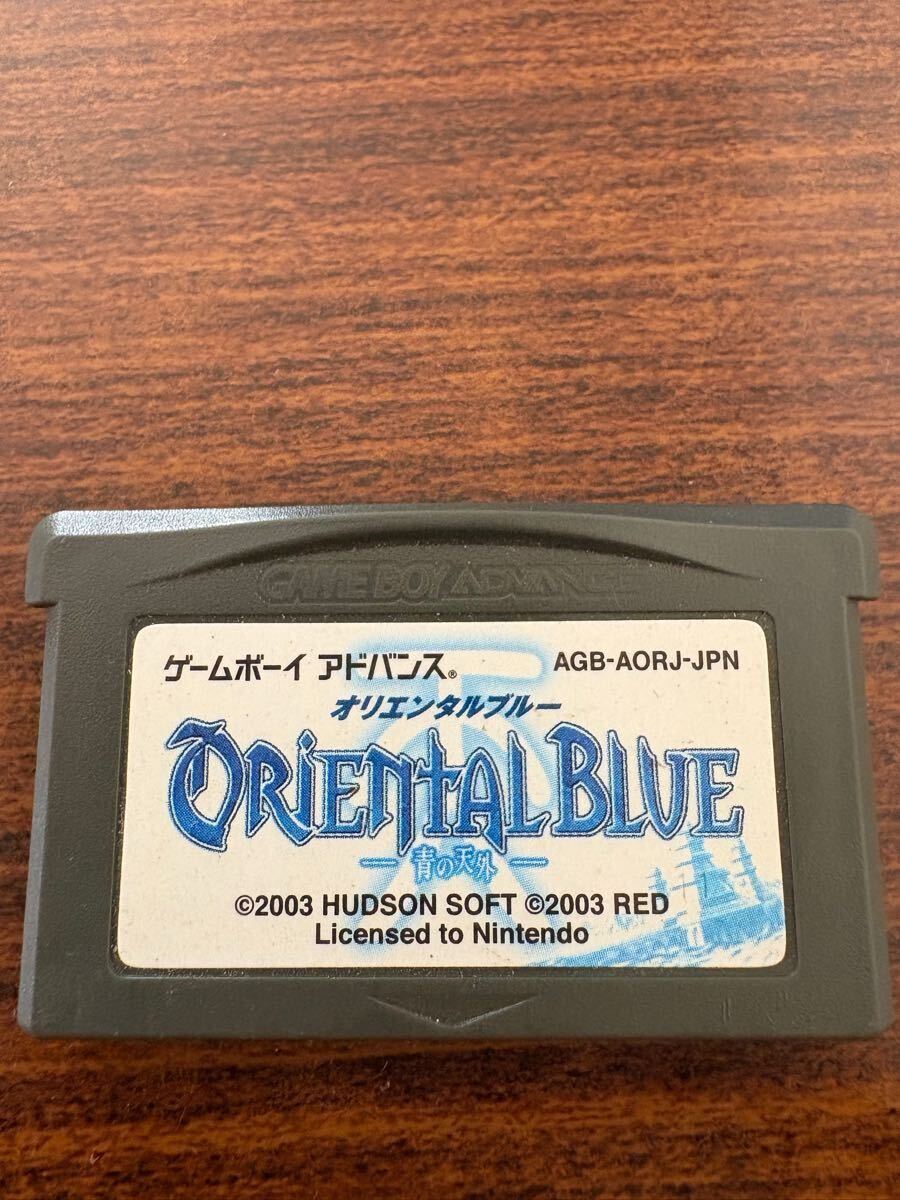 GAME BOY ADVANCE
ゲームボーイ アドバンス® AGB-AORJ-JPN
オリエンタルブルー
ORIENTAL BLUE
―青の天外―
©2003 HUDSON SOFT ©2003 RED
Licensed to Nintendo